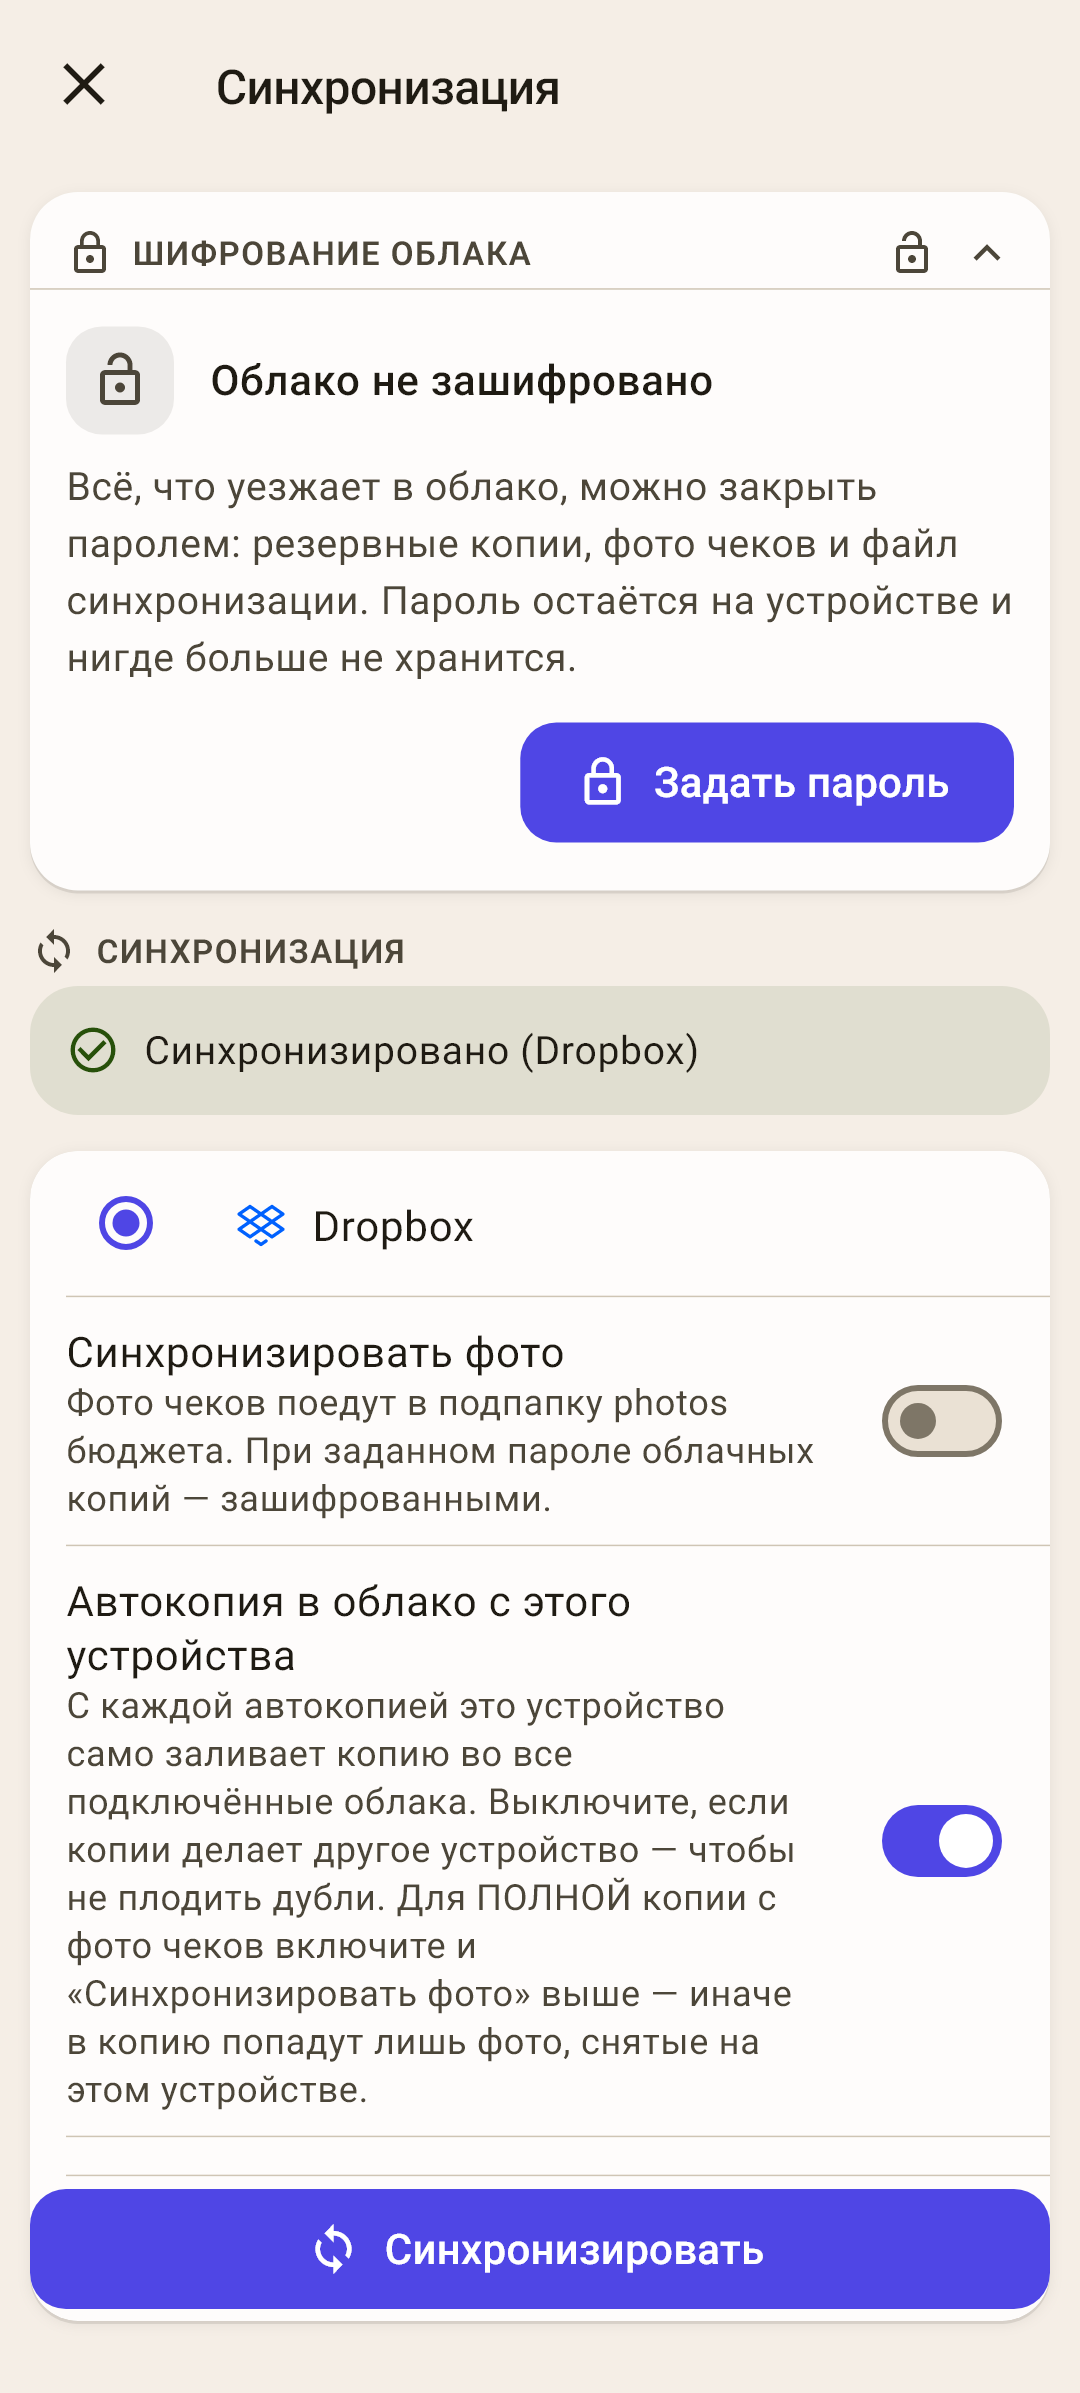 Синхронизация
ШИФРОВАНИЕ ОБЛАКА
Облако не зашифровано
Всё, что уезжает в облако, можно закрыть
паролем: резервные копии, фото чеков и файл
синхронизации. Пароль остаётся на устройстве и
нигде больше не хранится.
Задать пароль
СИНХРОНИЗАЦИЯ
Синхронизировано (Dropbox)
Dropbox
Синхронизировать фото
Фото чеков поедут в подпапку photos
бюджета. При заданном пароле облачных
копий — зашифрованными.
Автокопия в облако с этого
устройства
С каждой автокопией это устройство
само заливает копию во все
подключённые облака. Выключите, если
копии делает другое устройство — чтобы
не плодить дубли. Для ПОЛНОЙ копии с
фото чеков включите и
«Синхронизировать фото» выше — иначе
в копию попадут лишь фото, снятые на
этом устройстве.
Синхронизировать